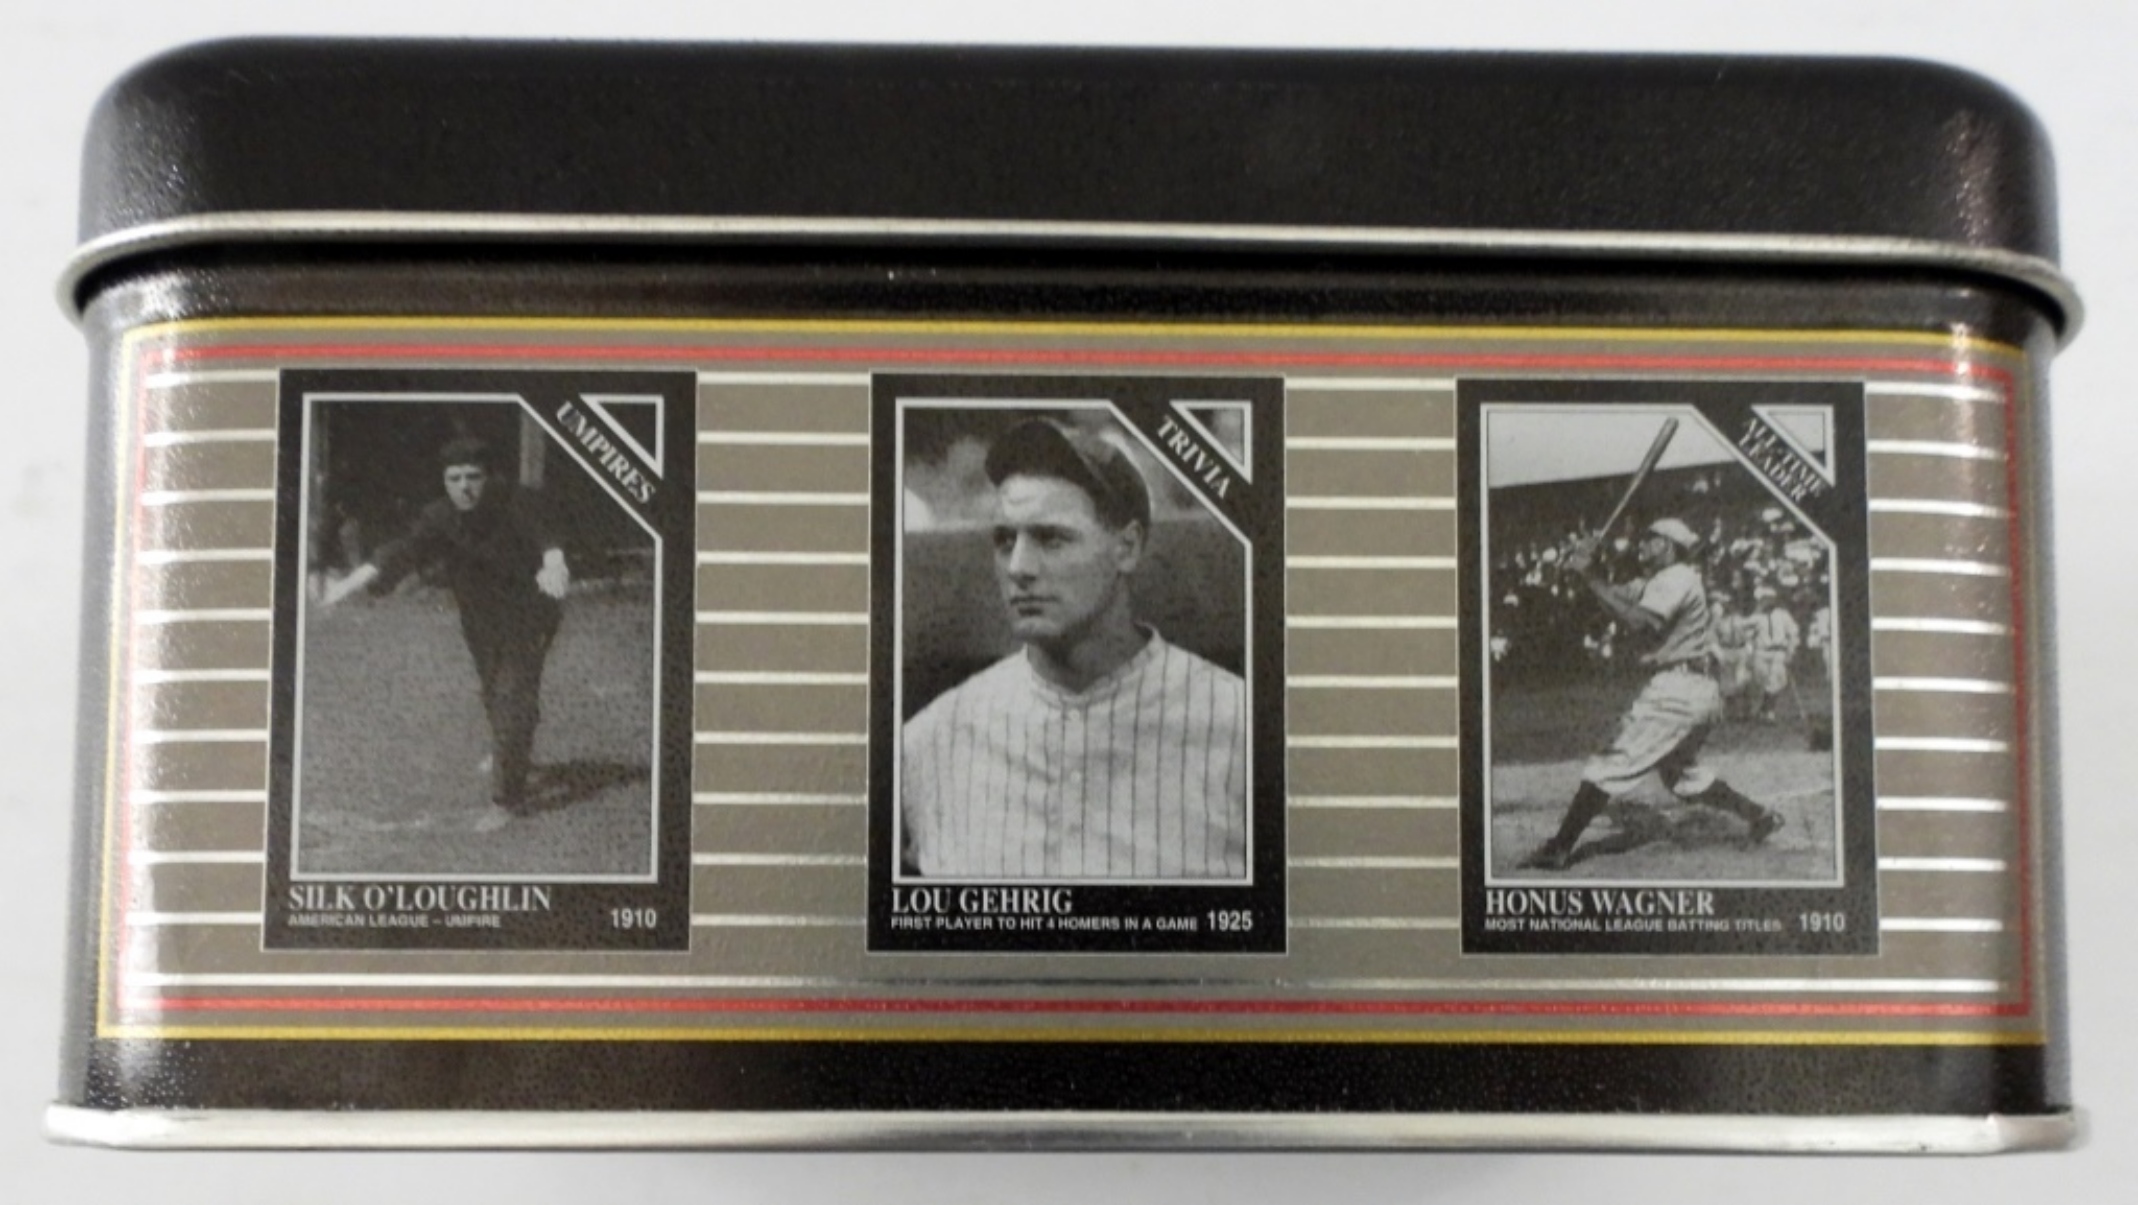 UMPIRES
SILK O'LOUGHLIN
AMERICAN LEAGUE – UMPIRE 1910
TRIVIA
LOU GEHRIG
FIRST PLAYER TO HIT 4 HOMERS IN A GAME 1925
ALL-TIME
LEADER
HONUS WAGNER
MOST NATIONAL LEAGUE BATTING TITLES 1910